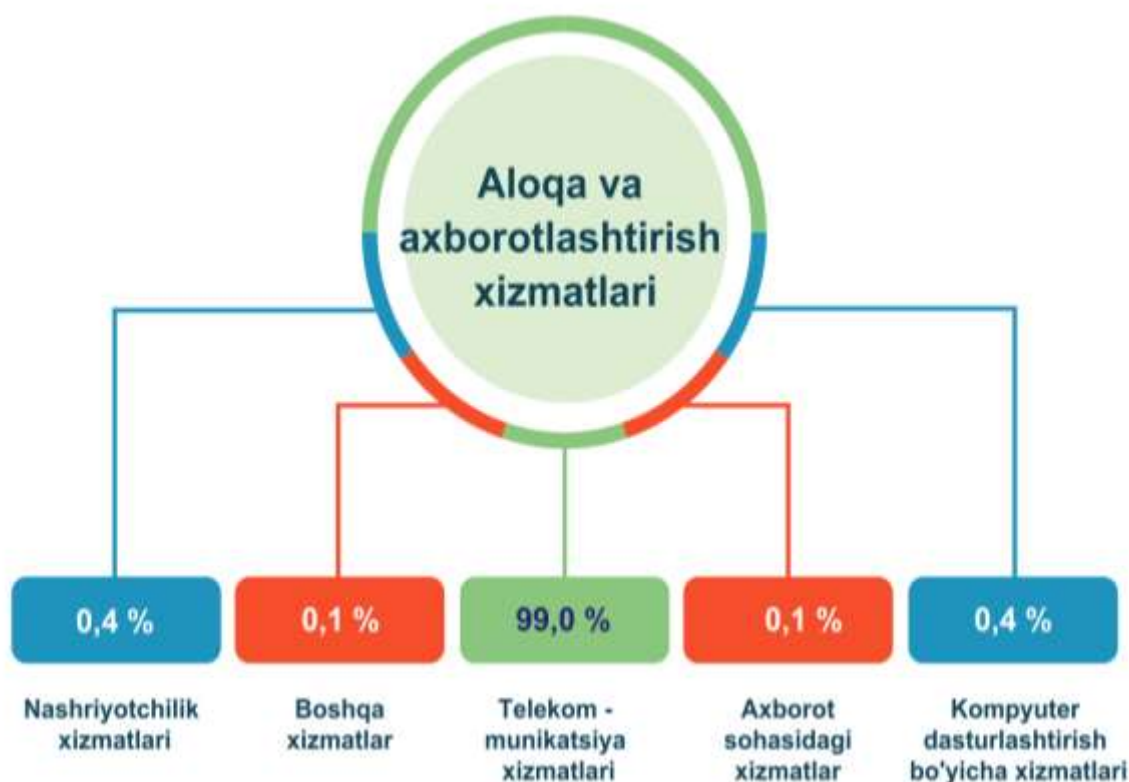 Aloqa va
axborotlashtirish
xizmatlari
0,4 %
0,1 %
99,0 %
0,1 %
0,4 %
Nashriyotchilik
xizmatlari
Boshqa
xizmatlar
Telekom -
munikatsiya
xizmatlari
Axborot
sohasidagi
xizmatlar
Kompyuter
dasturlashtirish
bo'yicha xizmatlari